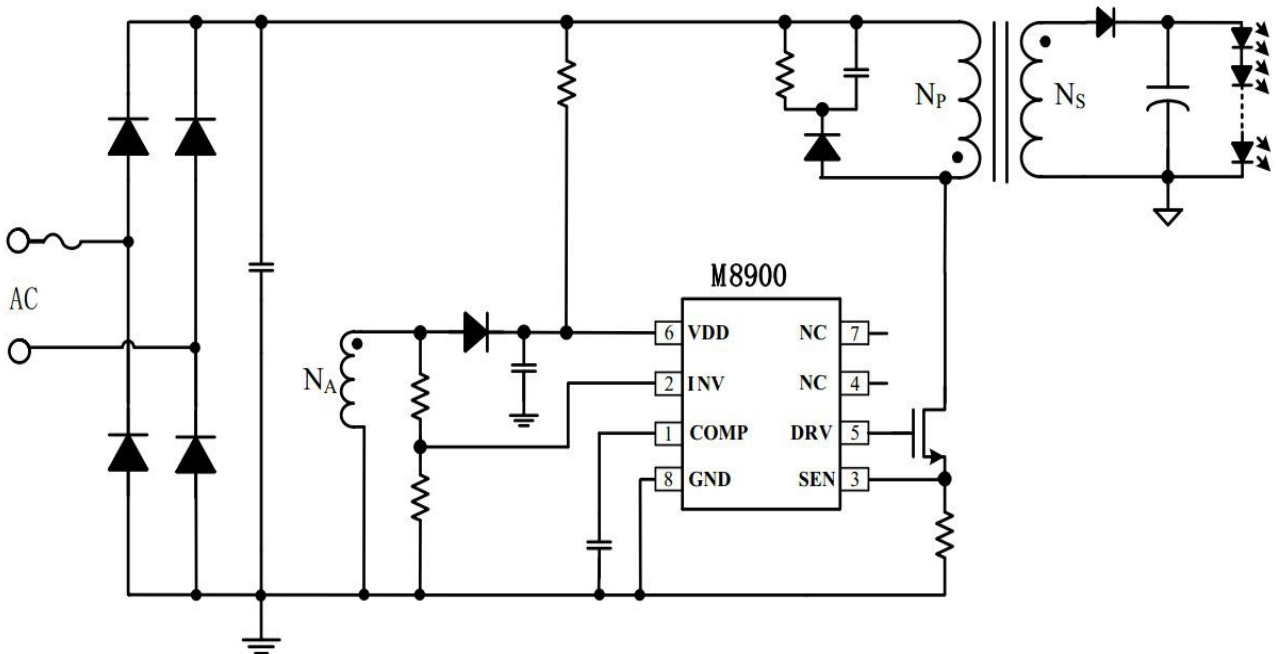 N_P
N_S
M8900
AC
6 VDD NC 7
N_A
2 INV NC 4
1 COMP DRV 5
8 GND SEN 3